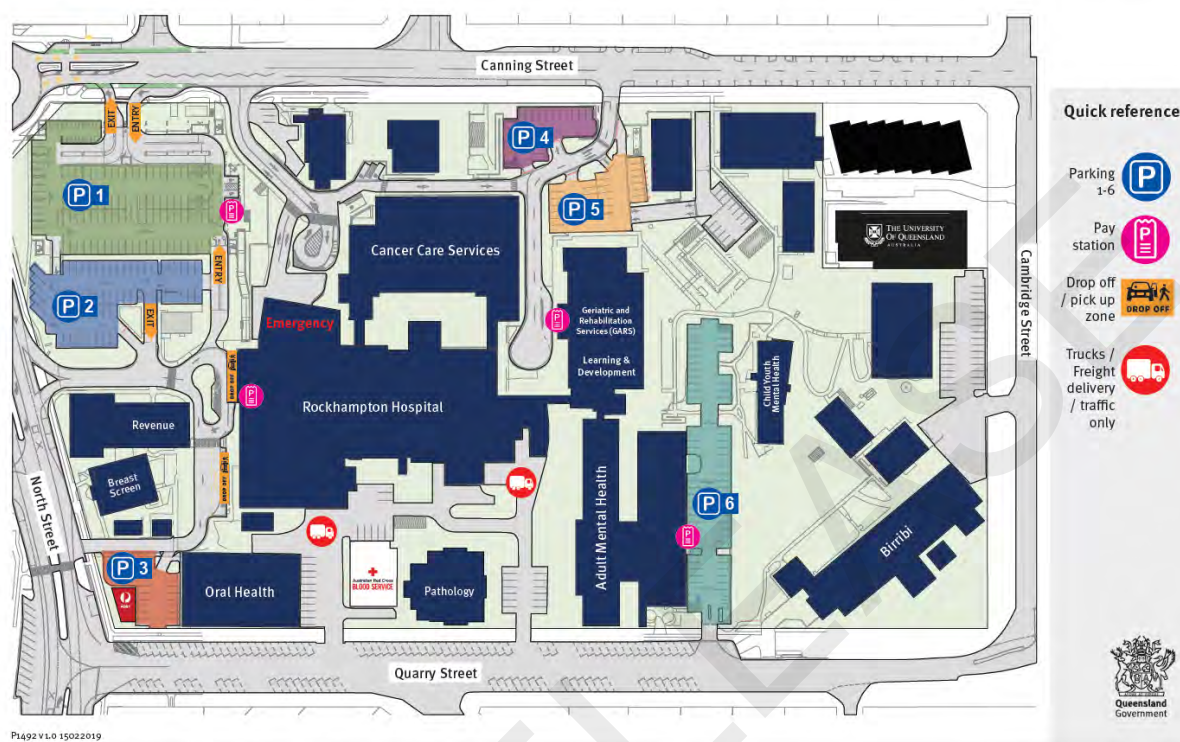 Canning Street
EXIT
ENTRY
P 4
P 1
P
P 5
THE UNIVERSITY
OF QUEENSLAND
AUSTRALIA
Cancer Care Services
ENTRY
P 2
EXIT
Emergency
P
Geriatric and
Rehabilitation
Services (GARS)
Learning &
Development
Cambridge Street
P
Rockhampton Hospital
Child Youth
Mental Health
Revenue
Breast
Screen
North Street
Adult Mental Health
P 6
P
Birribi
P 3
Oral Health
Australian Red Cross
BLOOD SERVICE
Pathology
Quarry Street
Quick reference
Parking
1-6
P
Pay
station
P
Drop off
/ pick up
zone
DROP OFF
Trucks /
Freight
delivery
/ traffic
only
Queensland
Government
P1492 v1.0 15022019